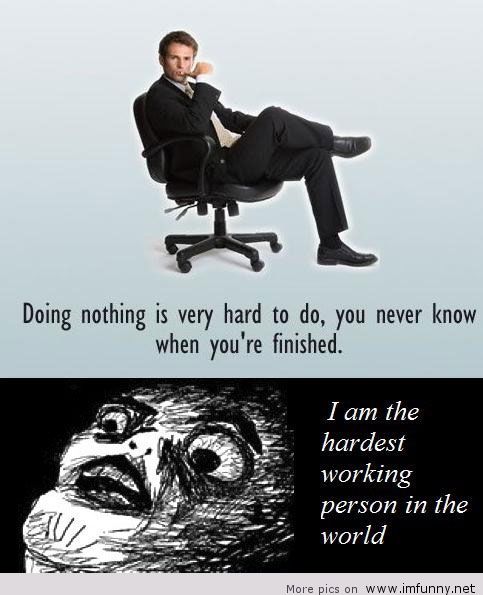 Doing nothing is very hard to do, you never know
when you're finished.
I am the
hardest
working
person in the
world
More pics on www.imfunny.net